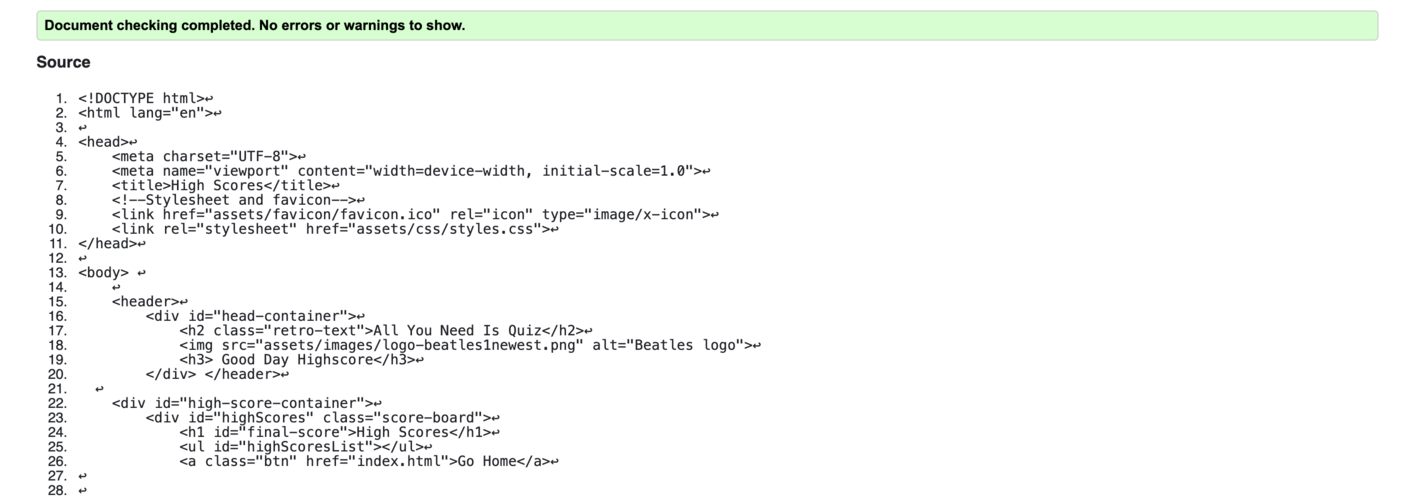 Document checking completed. No errors or warnings to show.
Source
1. <!DOCTYPE html>↩
2. <html lang="en">↩
3. ↩
4. <head>↩
5.     <meta charset="UTF-8">↩
6.     <meta name="viewport" content="width=device-width, initial-scale=1.0">↩
7.     <title>High Scores</title>↩
8.     <!--Stylesheet and favicon-->↩
9.     <link href="assets/favicon/favicon.ico" rel="icon" type="image/x-icon">↩
10.     <link rel="stylesheet" href="assets/css/styles.css">↩
11. </head>↩
12. ↩
13. <body> ↩
14.     ↩
15.     <header>↩
16.         <div id="head-container">↩
17.             <h2 class="retro-text">All You Need Is Quiz</h2>↩
18.             <img src="assets/images/logo-beatles1newest.png" alt="Beatles logo">↩
19.             <h3> Good Day Highscore</h3>↩
20.         </div> </header>↩
21.   ↩
22.     <div id="high-score-container">↩
23.         <div id="highScores" class="score-board">↩
24.             <h1 id="final-score">High Scores</h1>↩
25.             <ul id="highScoresList"></ul>↩
26.             <a class="btn" href="index.html">Go Home</a>↩
27. ↩
28. ↩